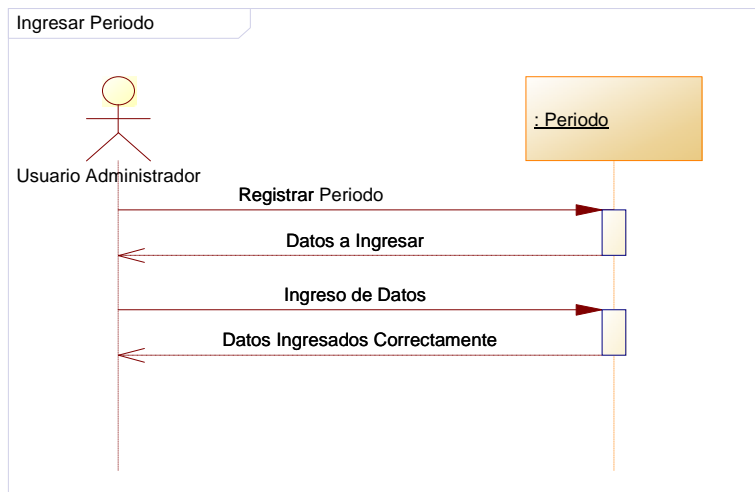 Ingresar Periodo
: Periodo
Usuario Administrador
Registrar Periodo
Datos a Ingresar
Ingreso de Datos
Datos Ingresados Correctamente